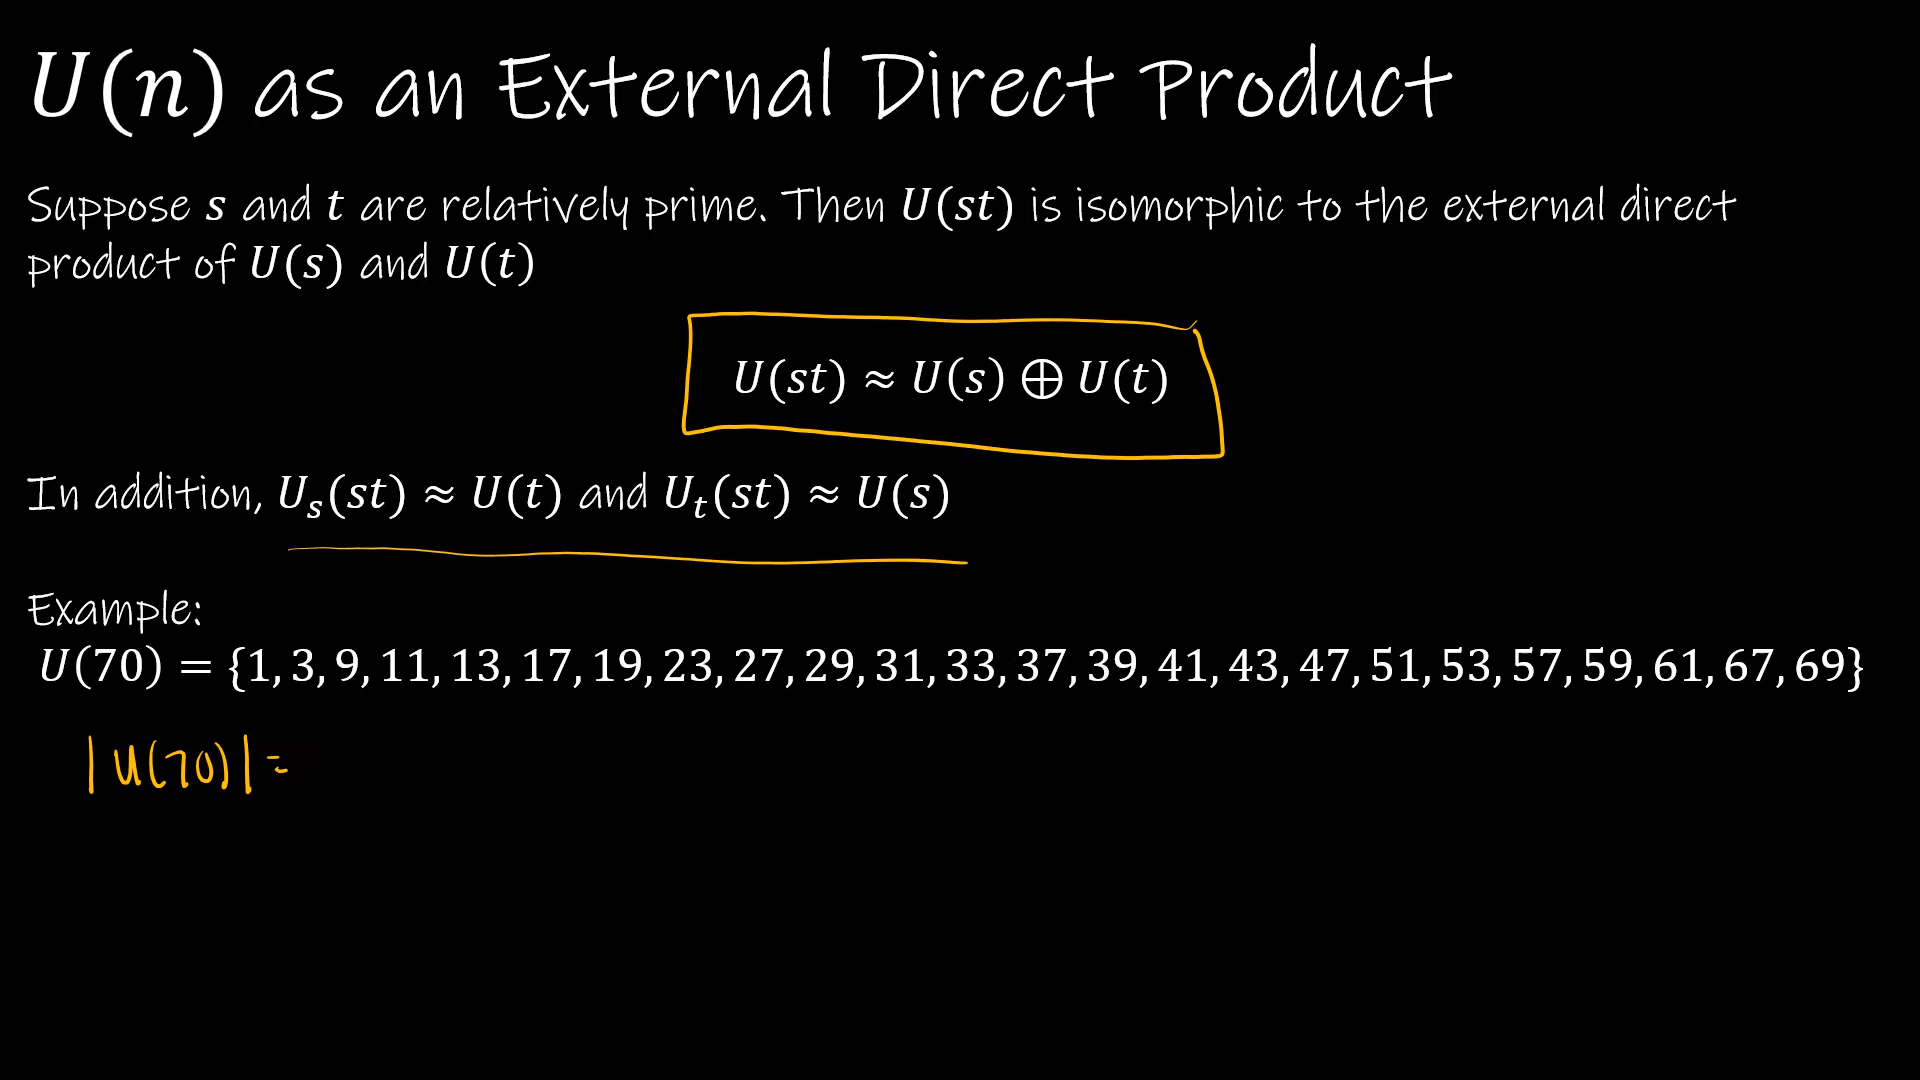 U(n) as an External Direct Product
Suppose s and t are relatively prime. Then U(st) is isomorphic to the external direct
product of U(s) and U(t)
U(st) ≈ U(s) ⊕ U(t)
In addition, Uₛ(st) ≈ U(t) and Uₜ(st) ≈ U(s)
Example:
U(70) = {1, 3, 9, 11, 13, 17, 19, 23, 27, 29, 31, 33, 37, 39, 41, 43, 47, 51, 53, 57, 59, 61, 67, 69}
|U(70)| =